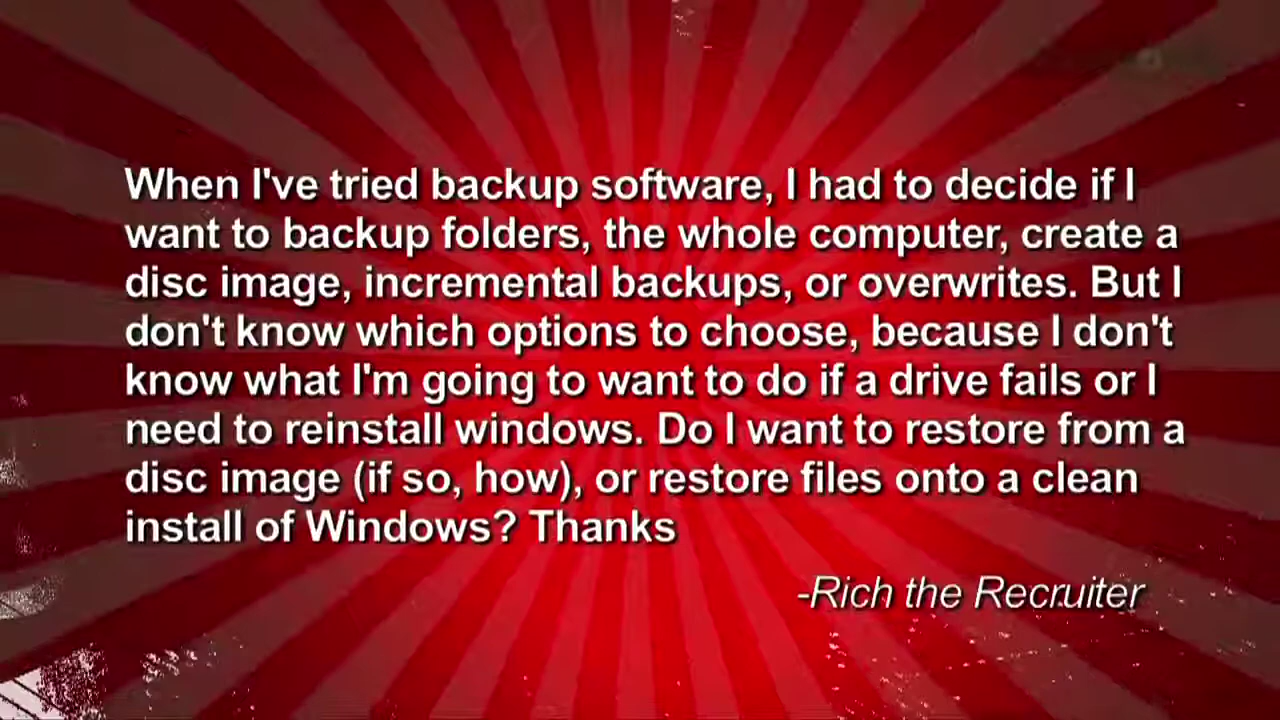 When I've tried backup software, I had to decide if I
want to backup folders, the whole computer, create a
disc image, incremental backups, or overwrites. But I
don't know which options to choose, because I don't
know what I'm going to want to do if a drive fails or I
need to reinstall windows. Do I want to restore from a
disc image (if so, how), or restore files onto a clean
install of Windows? Thanks
-Rich the Recruiter